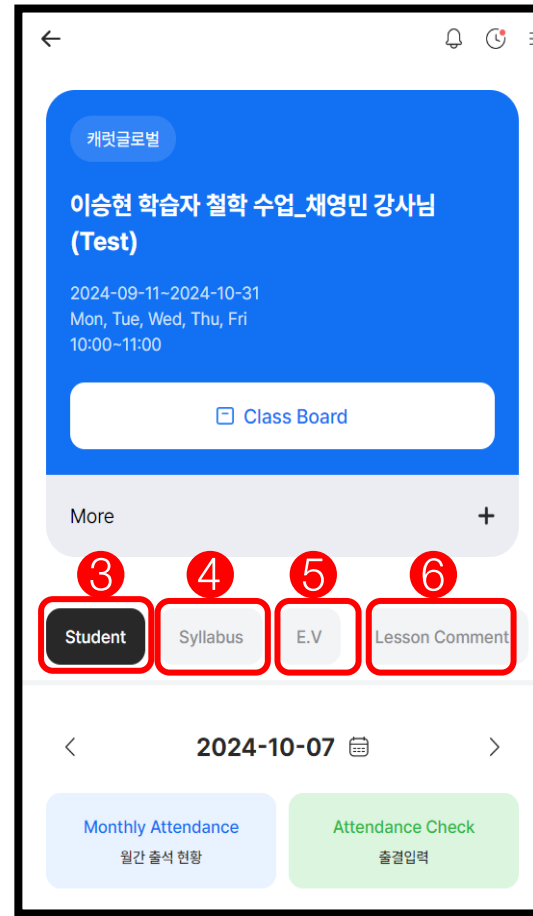 캐럿글로벌
이승현 학습자 철학 수업_채영민 강사님
(Test)
2024-09-11~2024-10-31
Mon, Tue, Wed, Thu, Fri
10:00~11:00
Class Board
More +
3 4 5 6
Student Syllabus E.V Lesson Comment
2024-10-07
Monthly Attendance Attendance Check
월간 출석 현황 출결입력